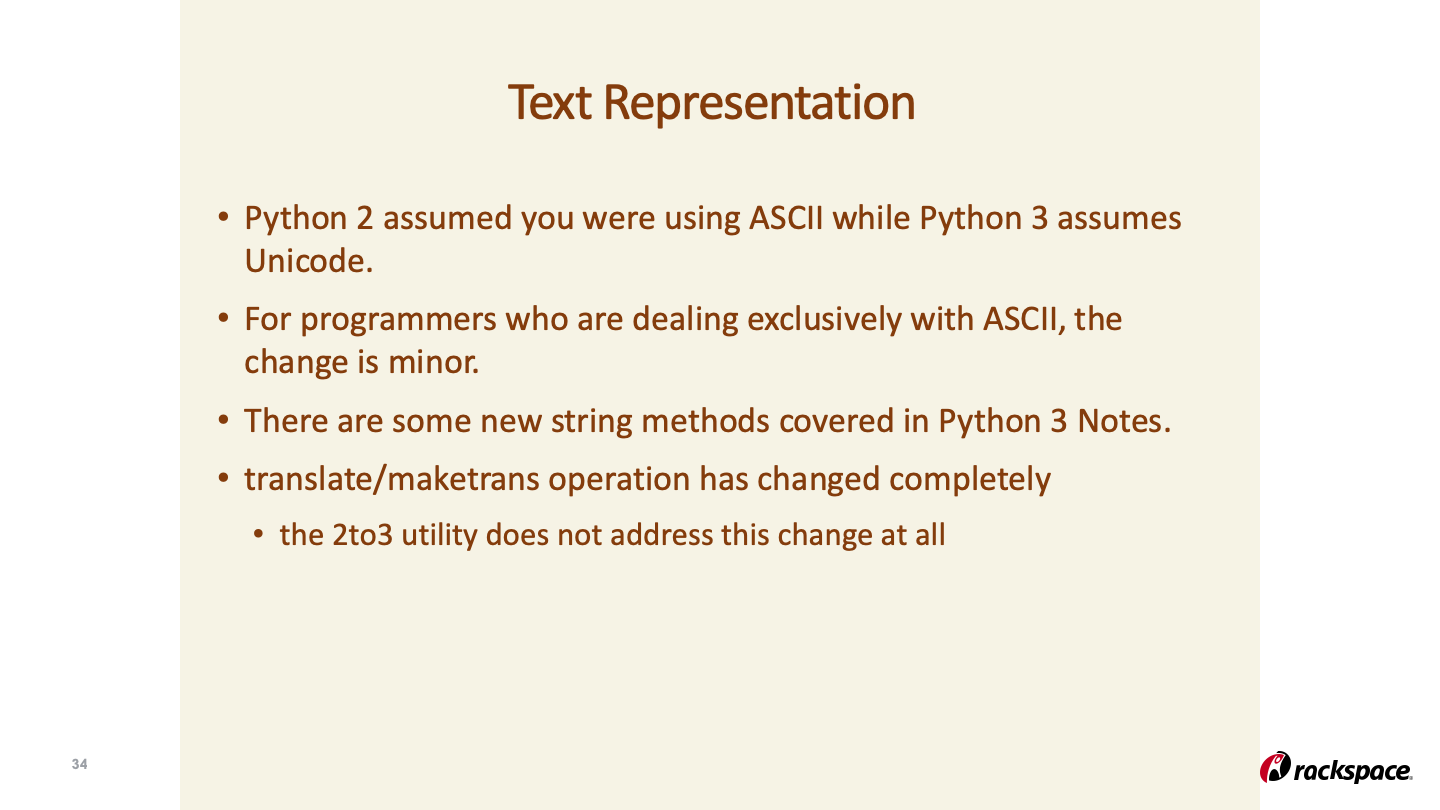 Text Representation
• Python 2 assumed you were using ASCII while Python 3 assumes
Unicode.
• For programmers who are dealing exclusively with ASCII, the
change is minor.
• There are some new string methods covered in Python 3 Notes.
• translate/maketrans operation has changed completely
• the 2to3 utility does not address this change at all
34
rackspace.